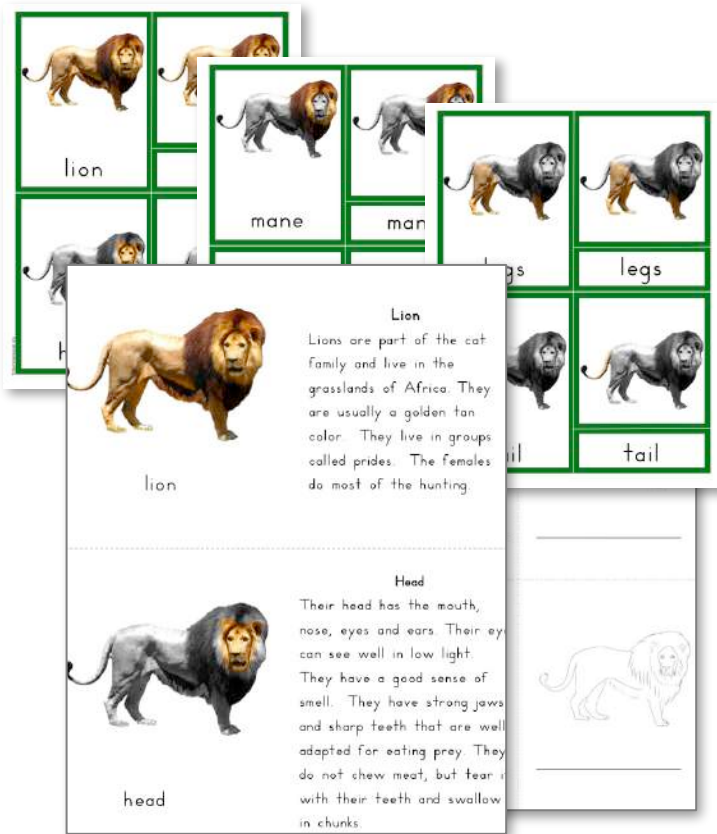 lion
mane
legs
legs
tail
Lion
Lions are part of the cat
family and live in the
grasslands of Africa. They
are usually a golden tan
color. They live in groups
called prides. The females
do most of the hunting.
lion
Head
Their head has the mouth,
nose, eyes and ears. Their
can see well in low light.
They have a good sense of
smell. They have strong jaws
and sharp teeth that are well
adapted for eating prey. They
do not chew meat, but tear
with their teeth and swallow
in chunks.
head